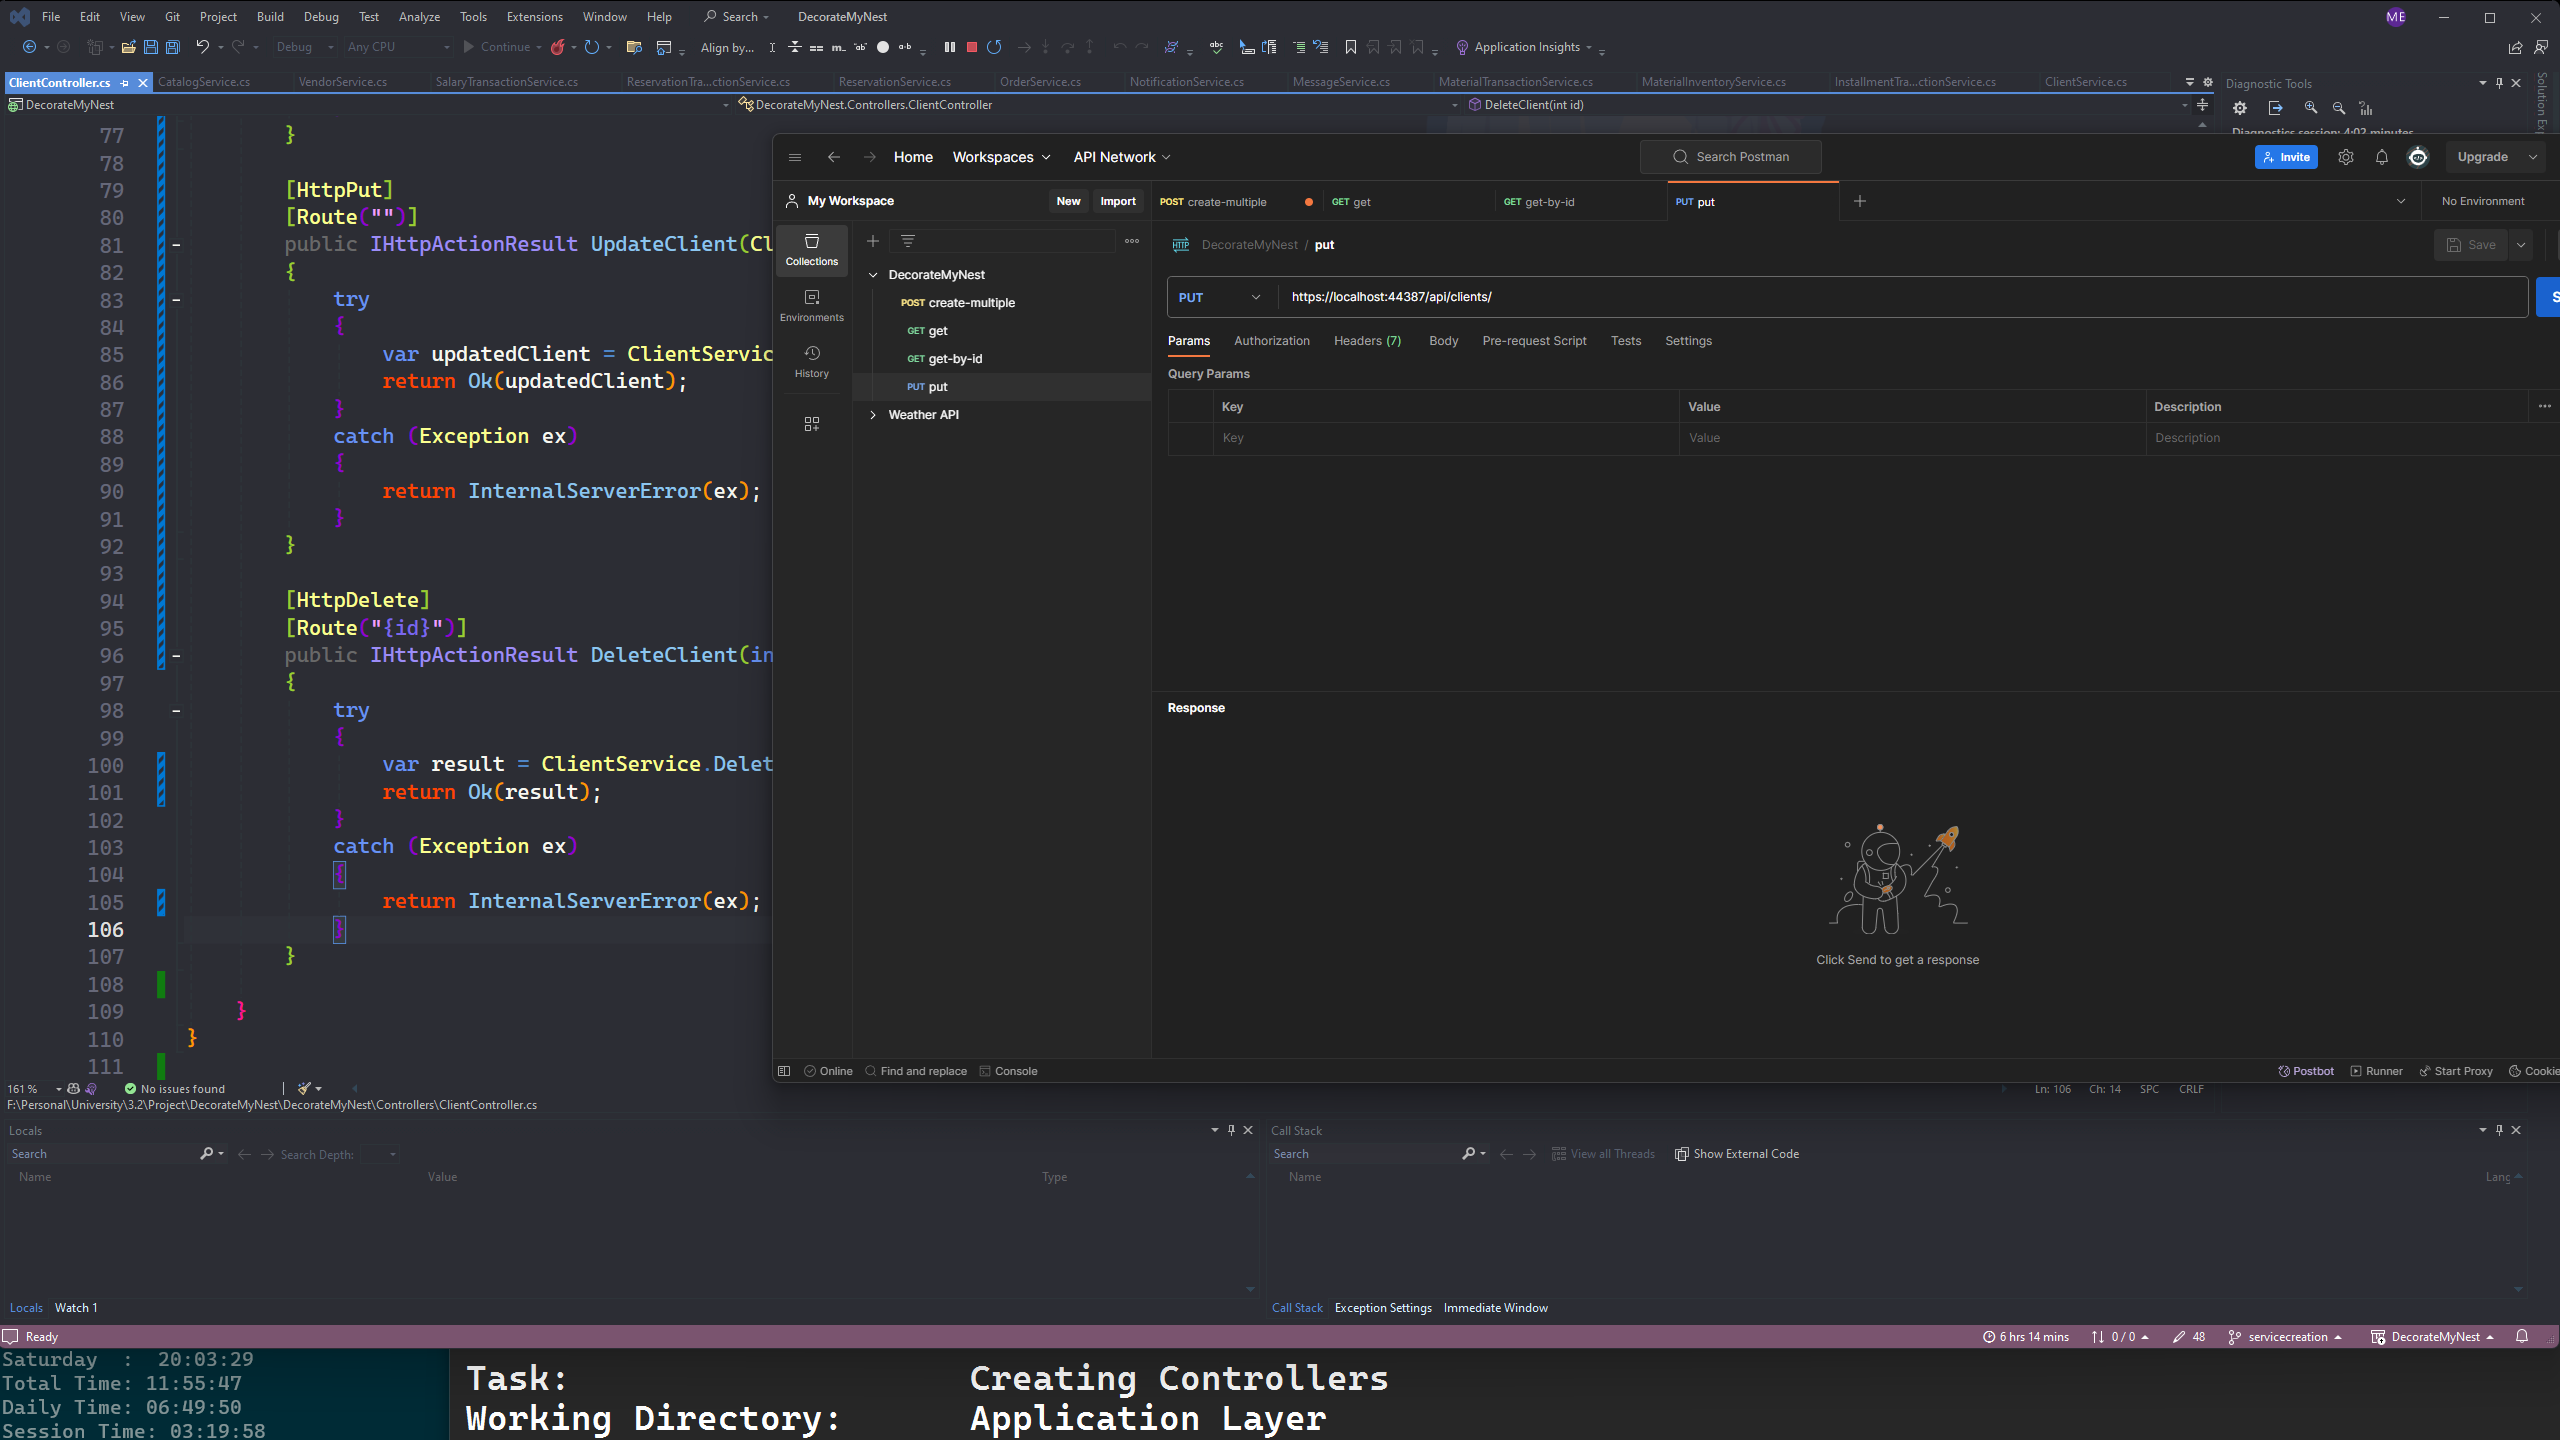 File Edit View Git Project Build Debug Test Analyze Tools Extensions Window Help Search DecorateMyNest ME
Debug Any CPU Continue Align by... Application Insights
ClientController.cs CatalogService.cs VendorService.cs SalaryTransactionService.cs ReservationTra...ctionService.cs ReservationService.cs OrderService.cs NotificationService.cs MessageService.cs MaterialTransactionService.cs MaterialInventoryService.cs InstallmentTra...ctionService.cs ClientService.cs
DecorateMyNest DecorateMyNest.Controllers.ClientController DeleteClient(int id)
Diagnostic Tools
Diagnostics session: 4:02 minutes
Solution Exp
77 }
78
79 [HttpPut]
80 [Route("")]
81 public IHttpActionResult UpdateClient(Cl
82 {
83 try
84 {
85 var updatedClient = ClientServic
86 return Ok(updatedClient);
87 }
88 catch (Exception ex)
89 {
90 return InternalServerError(ex);
91 }
92 }
93
94 [HttpDelete]
95 [Route("{id}")]
96 public IHttpActionResult DeleteClient(in
97 {
98 try
99 {
100 var result = ClientService.Delet
101 return Ok(result);
102 }
103 catch (Exception ex)
104 {
105 return InternalServerError(ex);
106 }
107 }
108
109 }
110 }
111
Home Workspaces API Network Search Postman Invite Upgrade
My Workspace New Import
POST create-multiple GET get GET get-by-id PUT put No Environment
Collections
Environments
History
DecorateMyNest
POST create-multiple
GET get
GET get-by-id
PUT put
Weather API
HTTP DecorateMyNest / put Save
PUT https://localhost:44387/api/clients/ S
Params Authorization Headers (7) Body Pre-request Script Tests Settings
Query Params
Key Value Description
Key Value Description
Response
Click Send to get a response
Online Find and replace Console Postbot Runner Start Proxy Cookie
161 % No issues found Ln: 106 Ch: 14 SPC CRLF
F:\Personal\University\3.2\Project\DecorateMyNest\DecorateMyNest\Controllers\ClientController.cs
Locals
Search Search Depth:
Name Value Type
Locals Watch 1
Call Stack
Search View all Threads Show External Code
Name Lang
Call Stack Exception Settings Immediate Window
Ready 6 hrs 14 mins 0 / 0 48 servicecreation DecorateMyNest
Saturday : 20:03:29
Total Time: 11:55:47
Daily Time: 06:49:50
Session Time: 03:19:58
Task: Creating Controllers
Working Directory: Application Layer